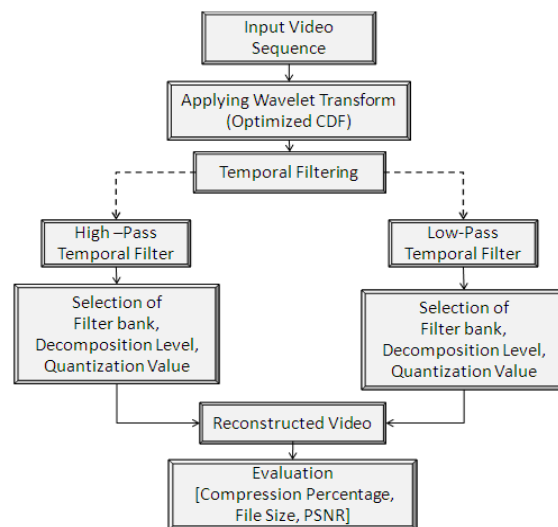 Input Video
Sequence
Applying Wavelet Transform
(Optimized CDF)
Temporal Filtering
High –Pass
Temporal Filter
Low-Pass
Temporal Filter
Selection of
Filter bank,
Decomposition Level,
Quantization Value
Selection of
Filter bank,
Decomposition Level,
Quantization Value
Reconstructed Video
Evaluation
[Compression Percentage,
File Size, PSNR]